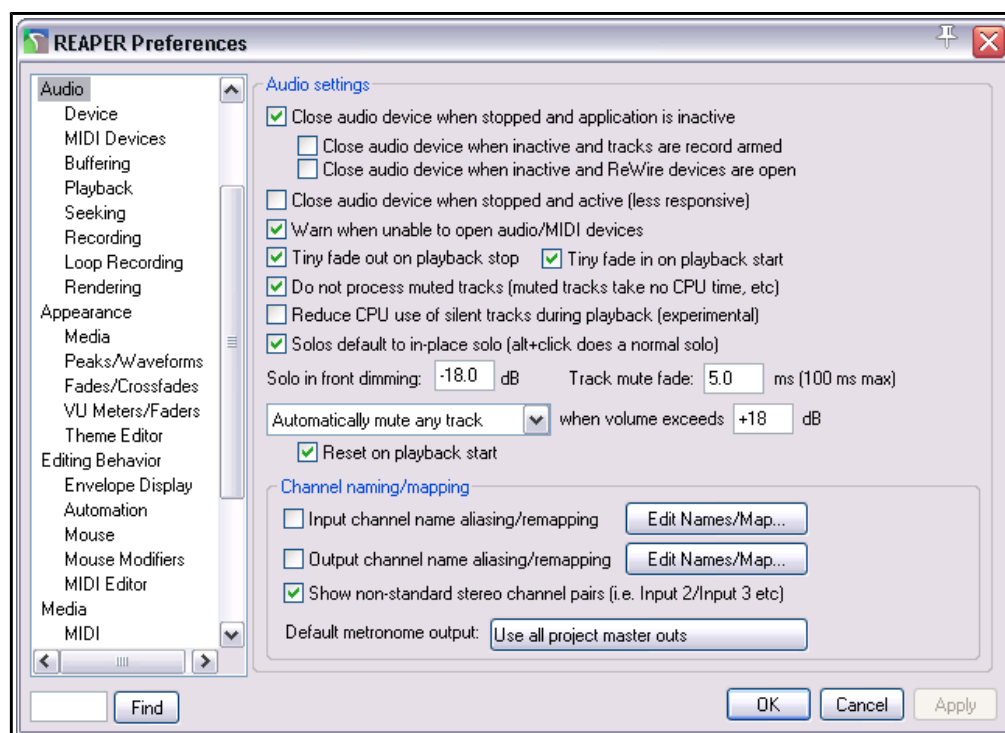 REAPER Preferences
Audio
Device
MIDI Devices
Buffering
Playback
Seeking
Recording
Loop Recording
Rendering
Appearance
Media
Peaks/Waveforms
Fades/Crossfades
VU Meters/Faders
Theme Editor
Editing Behavior
Envelope Display
Automation
Mouse
Mouse Modifiers
MIDI Editor
Media
MIDI
Find
Audio settings
Close audio device when stopped and application is inactive
Close audio device when inactive and tracks are record armed
Close audio device when inactive and ReWire devices are open
Close audio device when stopped and active (less responsive)
Warn when unable to open audio/MIDI devices
Tiny fade out on playback stop Tiny fade in on playback start
Do not process muted tracks (muted tracks take no CPU time, etc)
Reduce CPU use of silent tracks during playback (experimental)
Solos default to in-place solo (alt+click does a normal solo)
Solo in front dimming: -18.0 dB Track mute fade: 5.0 ms (100 ms max)
Automatically mute any track when volume exceeds +18 dB
Reset on playback start
Channel naming/mapping
Input channel name aliasing/remapping Edit Names/Map...
Output channel name aliasing/remapping Edit Names/Map...
Show non-standard stereo channel pairs (i.e. Input 2/Input 3 etc)
Default metronome output: Use all project master outs
OK Cancel Apply